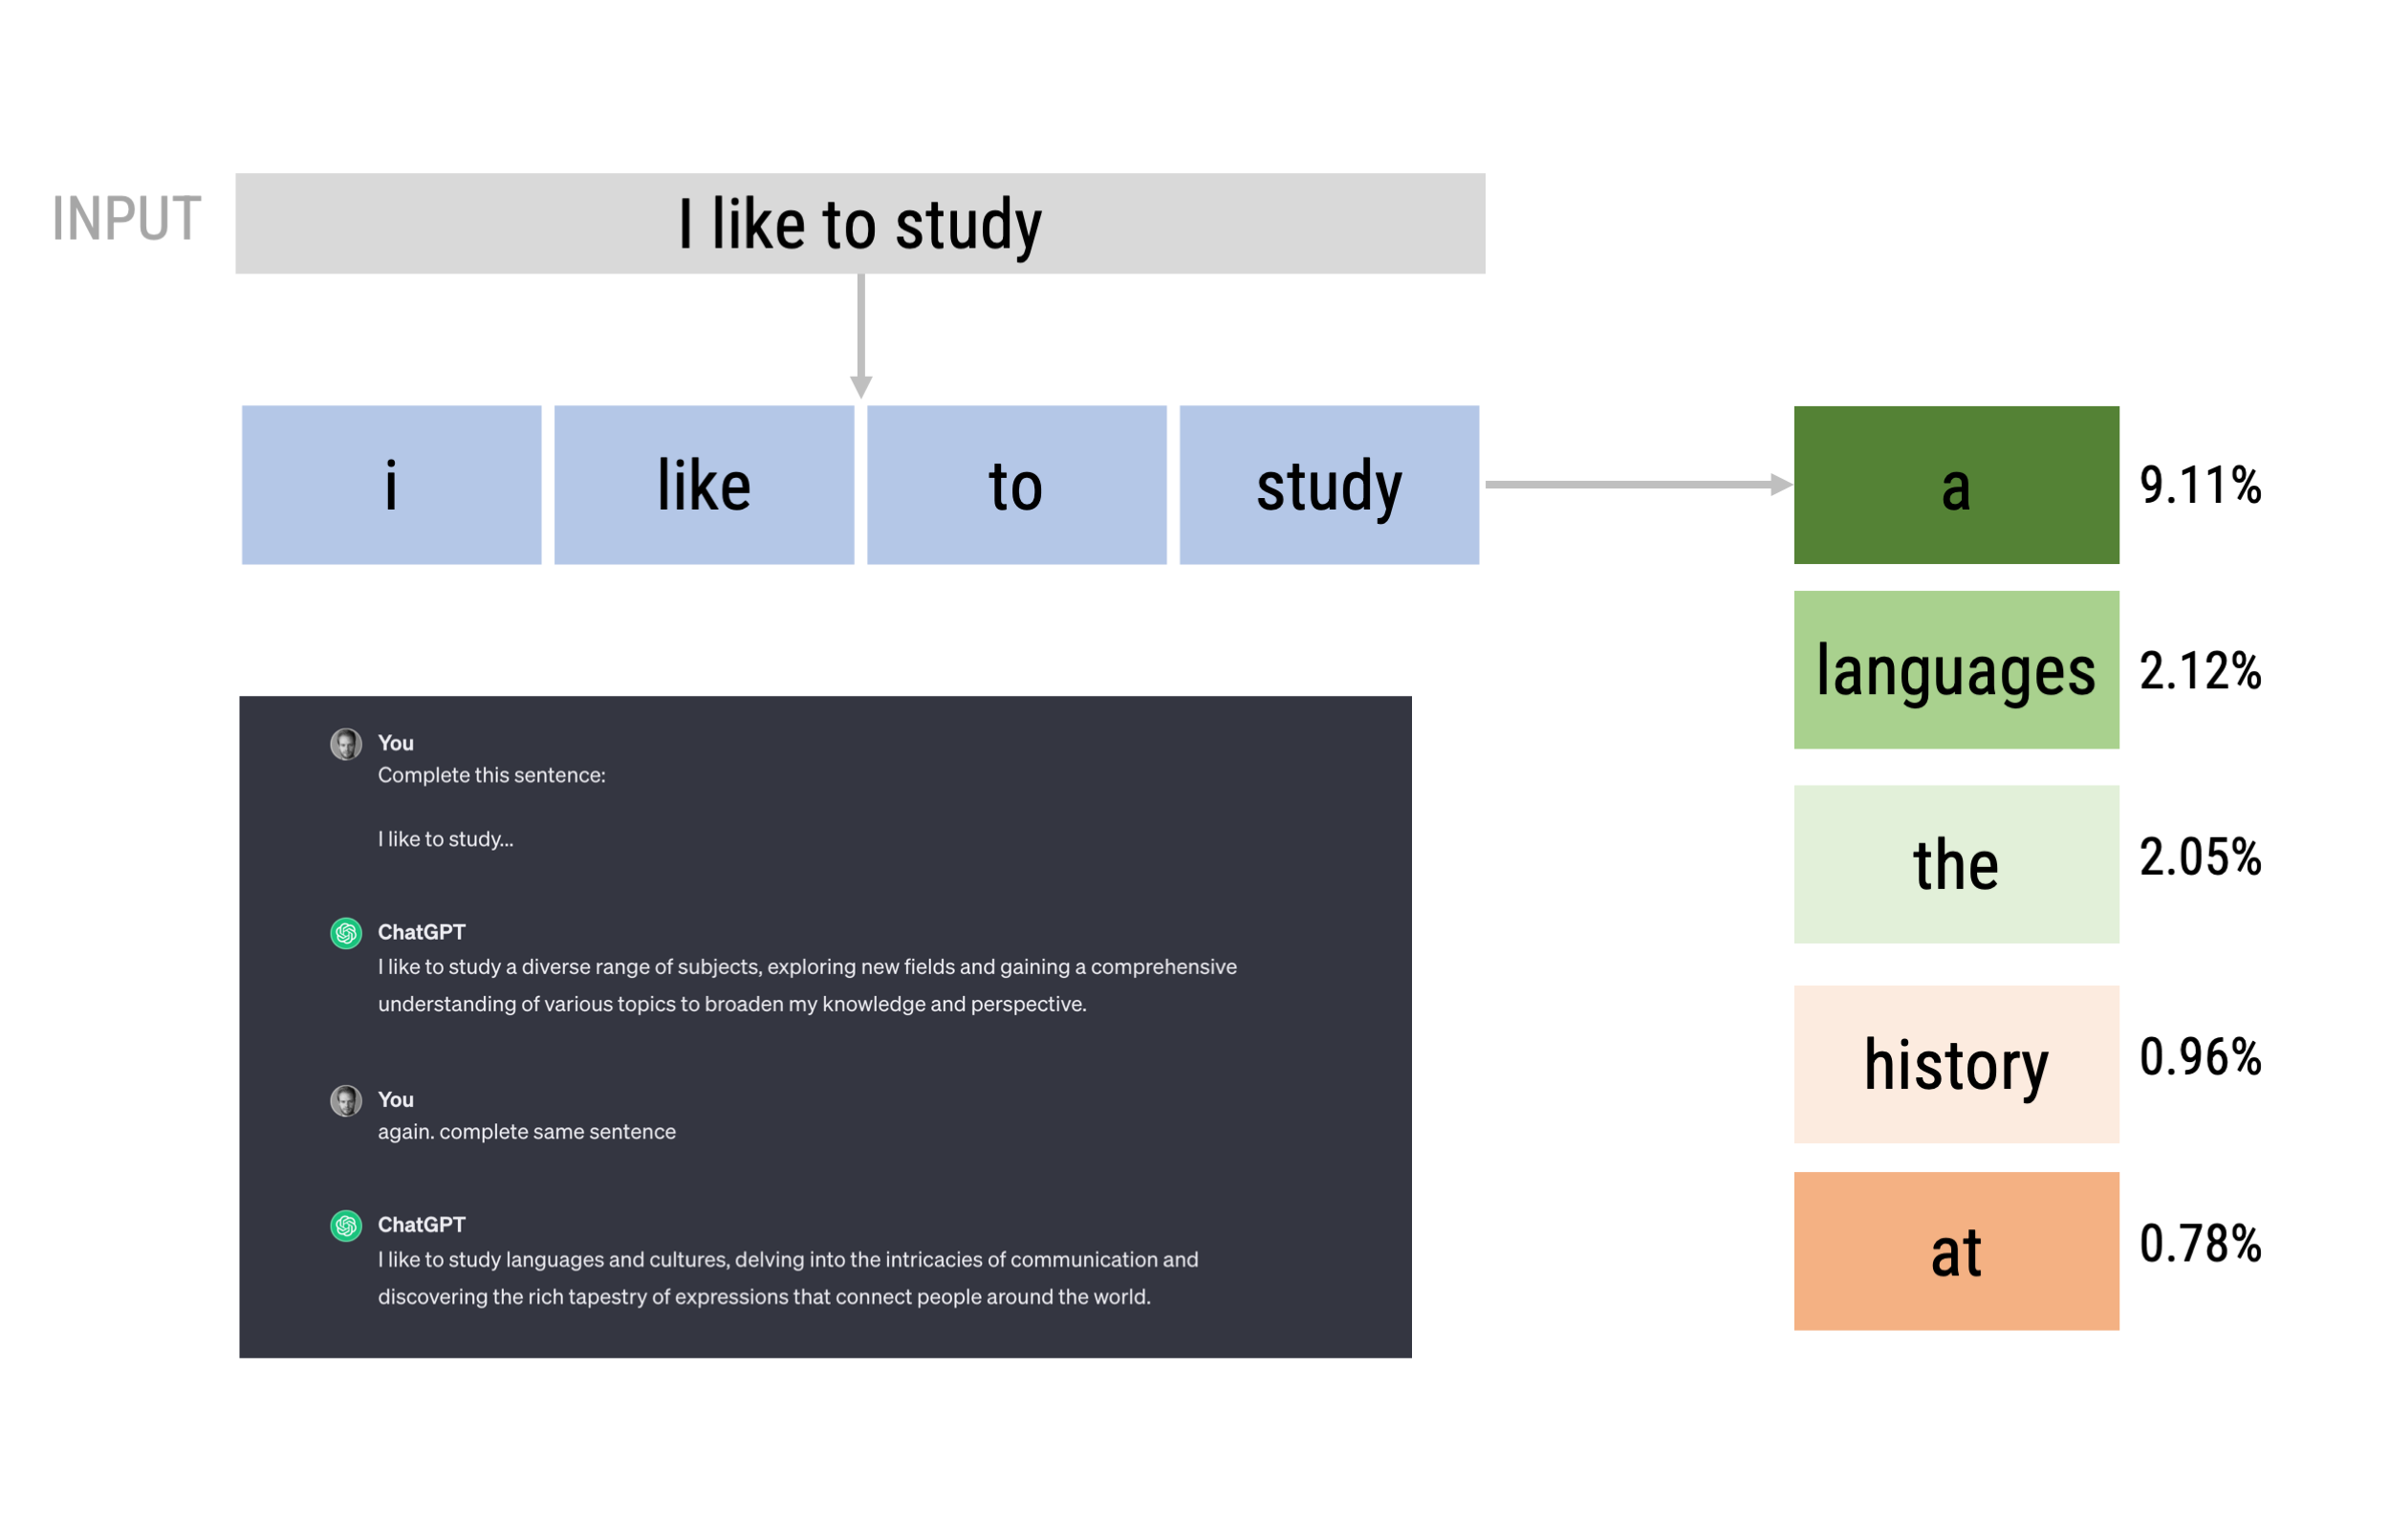 INPUT
I like to study
i like to study
a 9.11%
languages 2.12%
the 2.05%
history 0.96%
at 0.78%
You
Complete this sentence:
I like to study...
ChatGPT
I like to study a diverse range of subjects, exploring new fields and gaining a comprehensive
understanding of various topics to broaden my knowledge and perspective.
You
again. complete same sentence
ChatGPT
I like to study languages and cultures, delving into the intricacies of communication and
discovering the rich tapestry of expressions that connect people around the world.